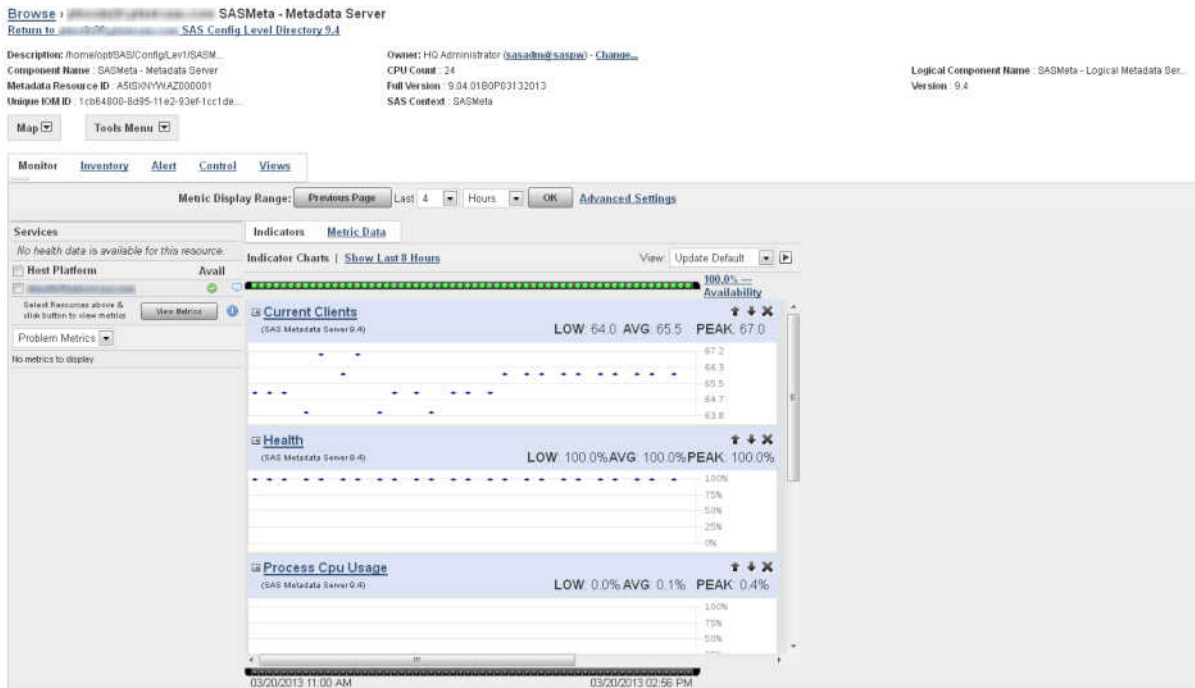 Browse › SASMeta - Metadata Server
Return to SAS Config Level Directory 9.4
Description: /home/opt/SAS/Config/Lev1/SASM...
Owner: HQ Administrator (sasadm@saspw) - Change...
Component Name : SASMeta - Metadata Server
CPU Count : 24
Logical Component Name : SASMeta - Logical Metadata Ser...
Metadata Resource ID : A5ISXNYW.AZ000001
Full Version : 9.04.01B0P03132013
Version : 9.4
Unique IOM ID : 1cb64800-8d95-11e2-93ef-1cc1de...
SAS Context : SASMeta
Map
Tools Menu
Monitor Inventory Alert Control Views
Metric Display Range: Previous Page Last 4 Hours OK Advanced Settings
Services
No health data is available for this resource.
Host Platform Avail
Select Resources above & click button to view metrics
View Metrics
Problem Metrics
No metrics to display
Indicators Metric Data
Indicator Charts | Show Last 8 Hours
View: Update Default
100.0% — Availability
Current Clients
(SAS Metadata Server 9.4)
LOW: 64.0 AVG: 65.5 PEAK: 67.0
67.2
66.3
65.5
64.7
63.8
Health
(SAS Metadata Server 9.4)
LOW: 100.0% AVG: 100.0% PEAK: 100.0%
100%
75%
50%
25%
0%
Process Cpu Usage
(SAS Metadata Server 9.4)
LOW: 0.0% AVG: 0.1% PEAK: 0.4%
100%
75%
50%
03/20/2013 11:00 AM
03/20/2013 02:56 PM